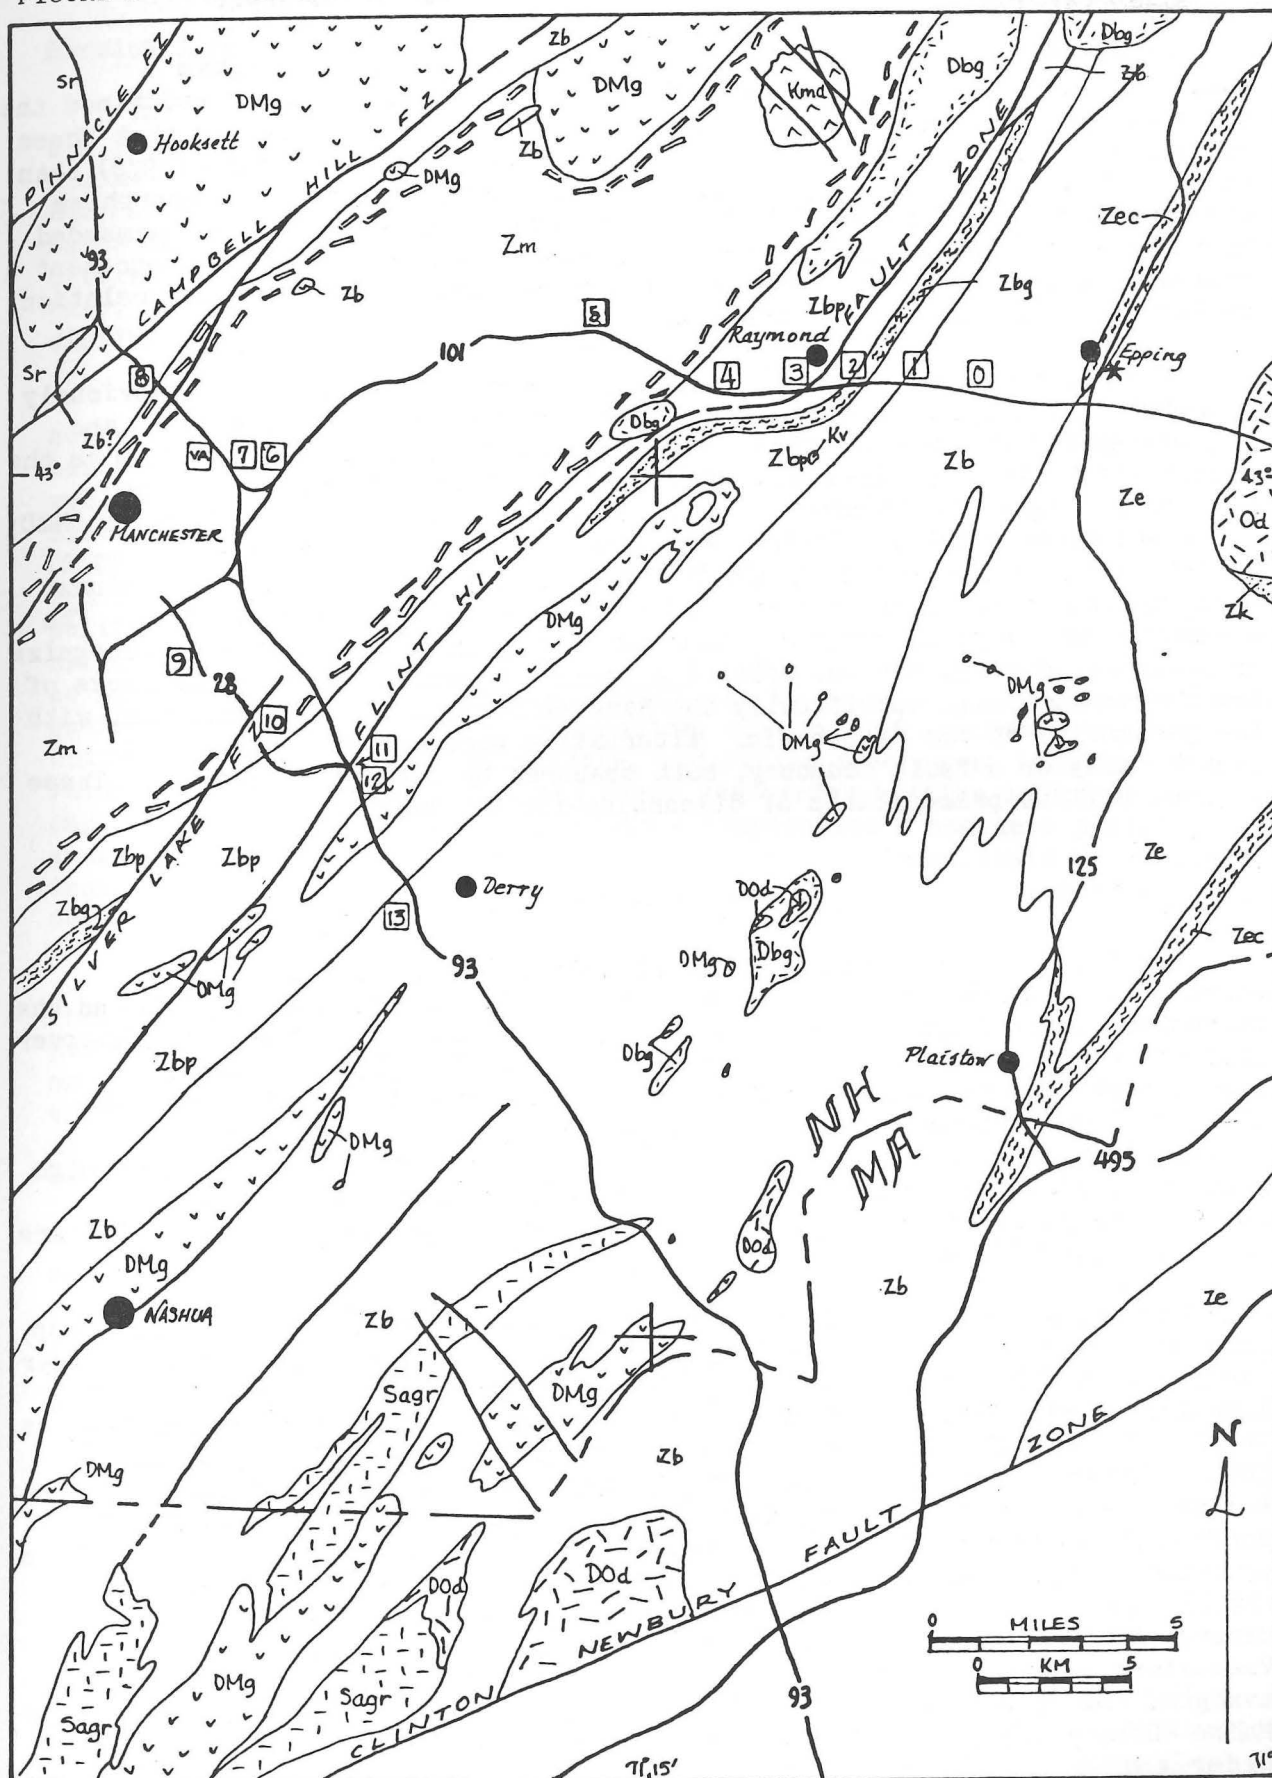 Zb
Dbg
Sr
PINNACLE FZ
DMg
HILL FZ
DMg
Kmd
Dbg
Zb
Hooksett
Zb
DMg
ZONE
Zec
93
CAMPBELL
Zm
Zb
Zbg
Zbp
FAULT
5
Raymond
101
Epping
Sr
8
4
3
2
1
0
Dbg
Zb?
VA
7
6
Zbp
Kv
Zb
43°
43°
Ze
Od
MANCHESTER
HILL
Zk
DMg
FLINT
9
28
DMg
10
DMg
Zm
11
12
Zbp
Zbp
Ze
125
Zbg
Derry
DOd
13
SILVER LAKE F
DMg
Dbg
Zec
93
DMg
Zbp
Dbg
Plaistow
NH
MA
DMg
495
Zb
DOd
DMg
Zb
NASHUA
Zb
Ze
Sagr
DMg
ZONE
N
DMg
Zb
FAULT
DOd
DOd
NEWBURY
0 MILES 5
0 KM 5
DMg
Sagr
Sagr
CLINTON
93
71°15'
71°